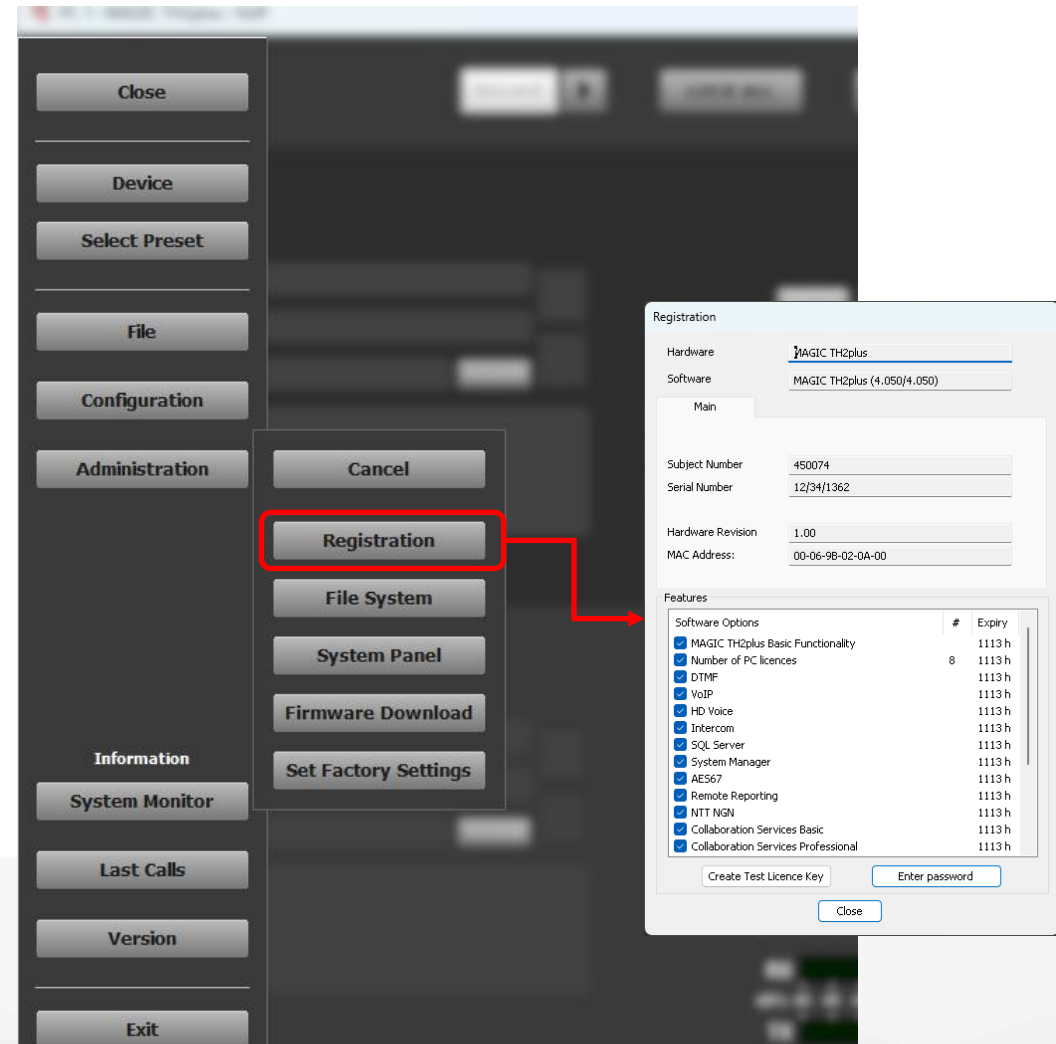 Close
Device
Select Preset
File
Configuration
Administration
Information
System Monitor
Last Calls
Version
Exit
Cancel
Registration
File System
System Panel
Firmware Download
Set Factory Settings
Registration
Hardware MAGIC TH2plus
Software MAGIC TH2plus (4.050/4.050)
Main
Subject Number 450074
Serial Number 12/34/1362
Hardware Revision 1.00
MAC Address: 00-06-9B-02-0A-00
Features
Software Options # Expiry
MAGIC TH2plus Basic Functionality 1113 h
Number of PC licences 8 1113 h
DTMF 1113 h
VoIP 1113 h
HD Voice 1113 h
Intercom 1113 h
SQL Server 1113 h
System Manager 1113 h
AES67 1113 h
Remote Reporting 1113 h
NTT NGN 1113 h
Collaboration Services Basic 1113 h
Collaboration Services Professional 1113 h
Create Test Licence Key Enter password
Close